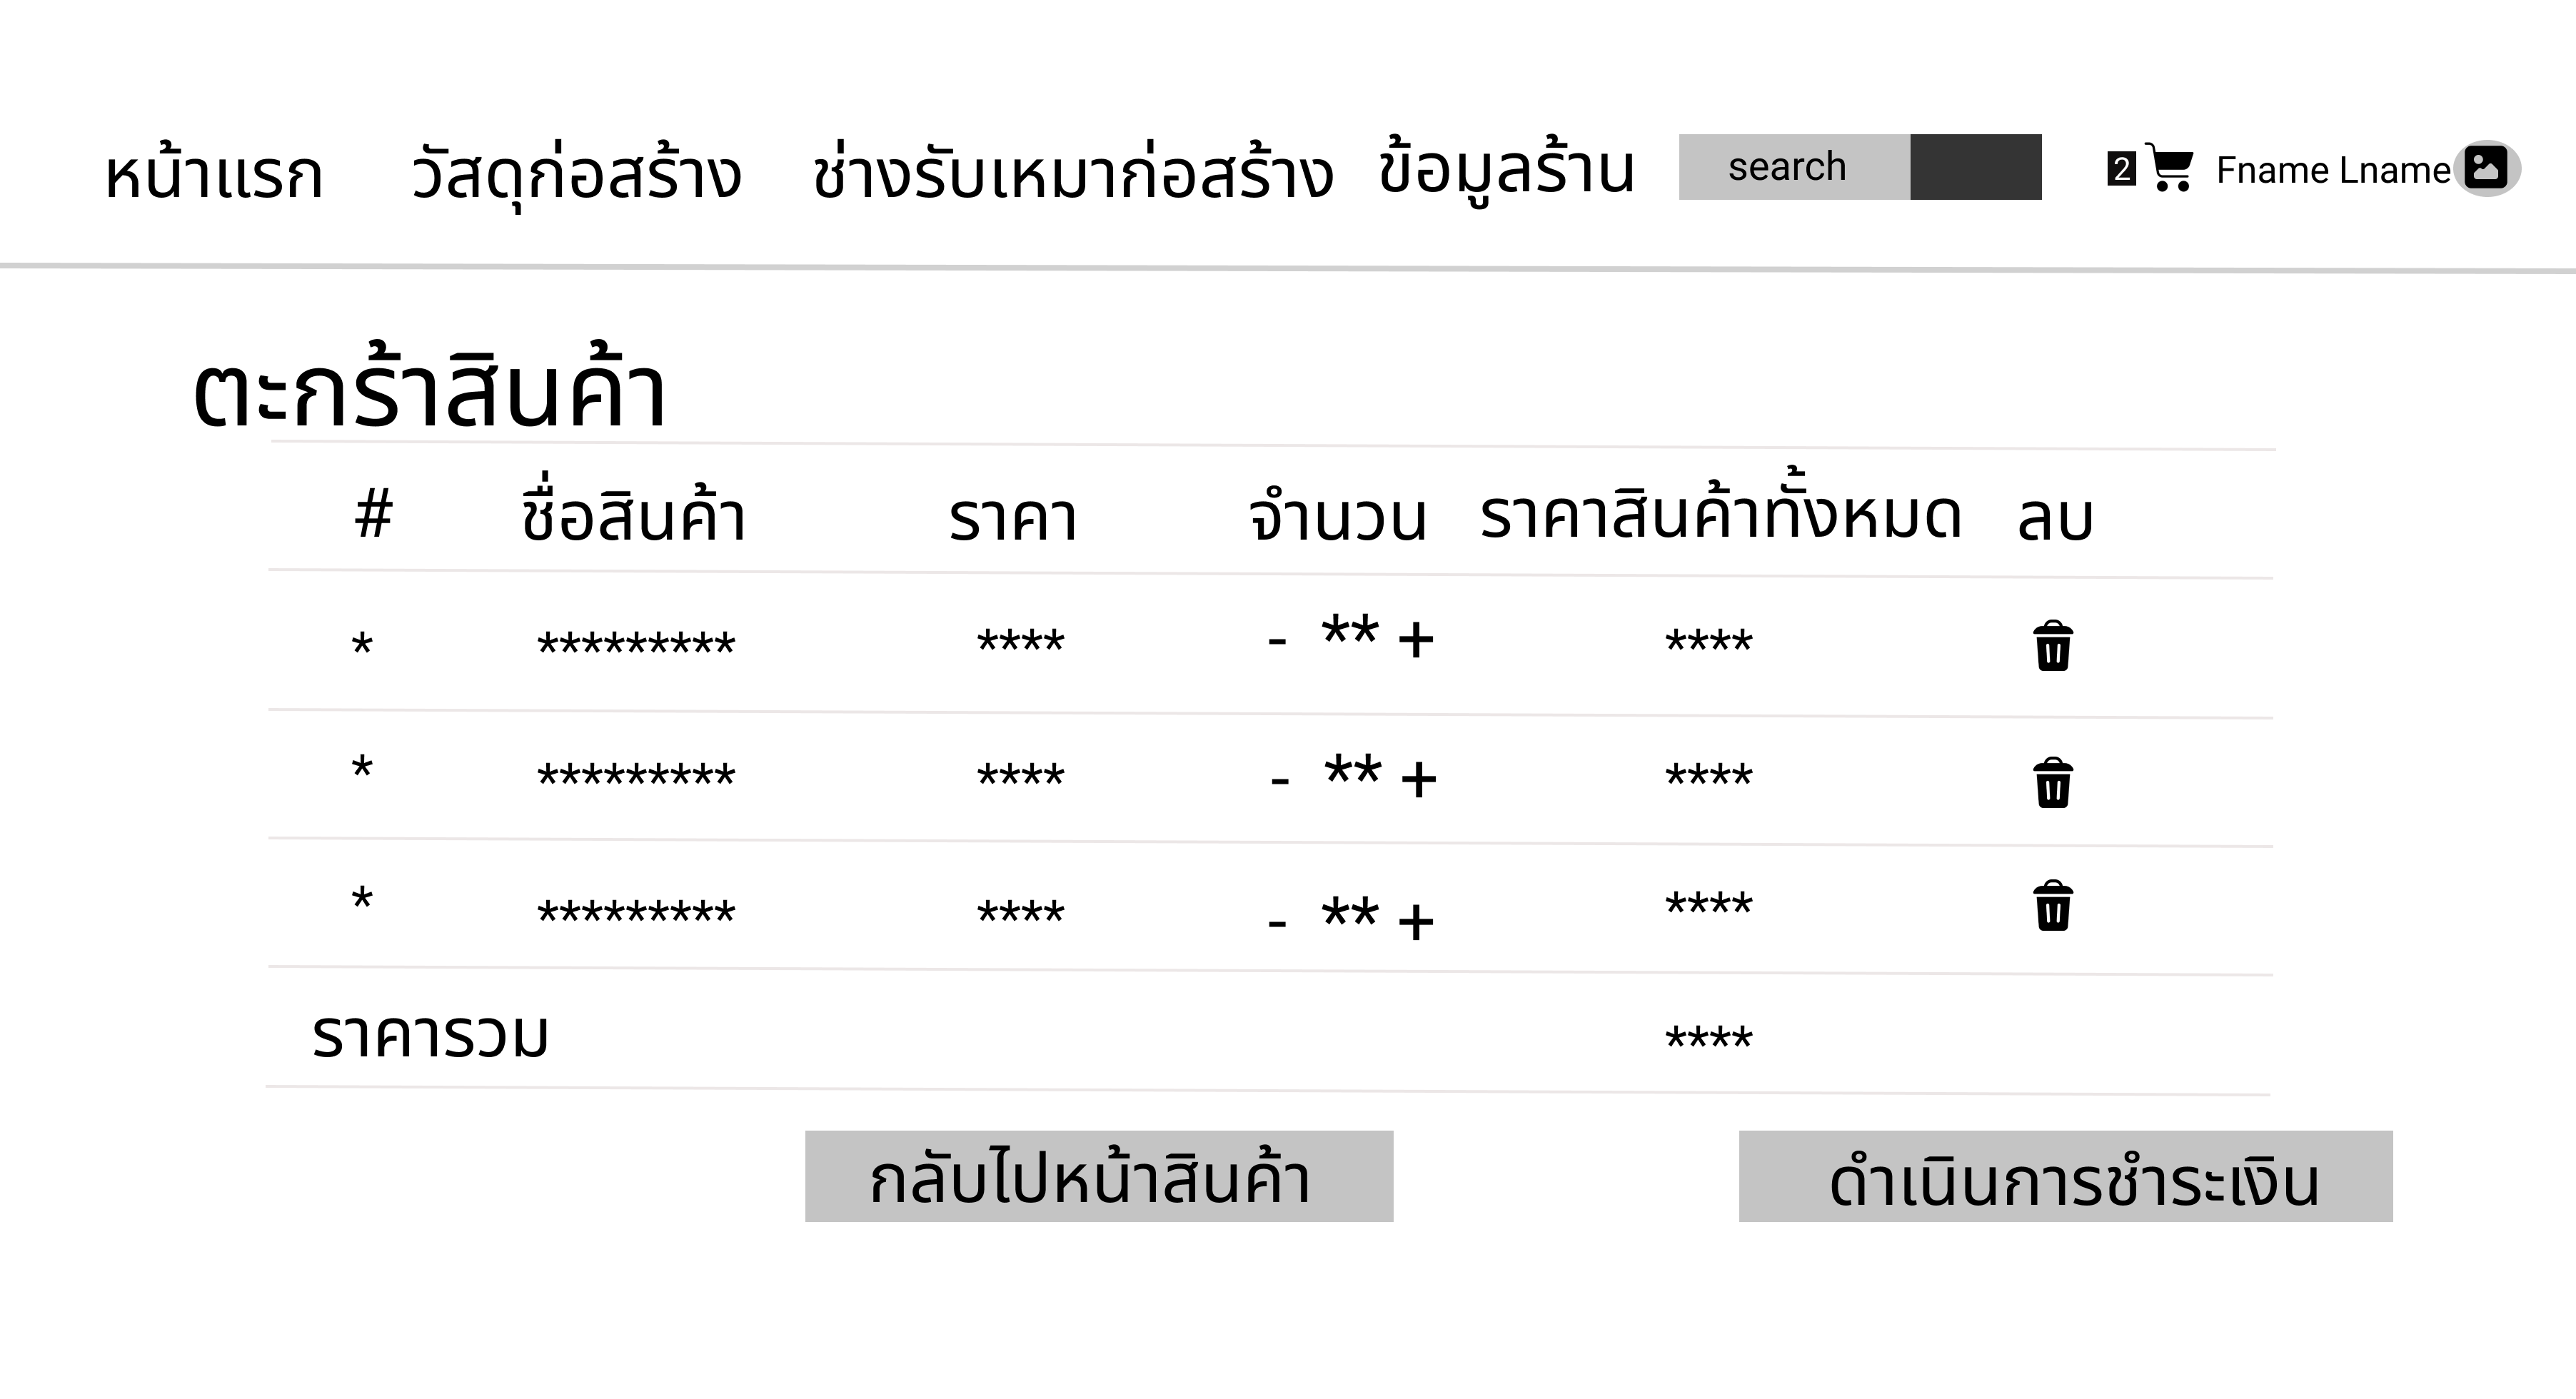 หน้าแรก วัสดุก่อสร้าง ช่างรับเหมาก่อสร้าง ข้อมูลร้าน search 2 Fname Lname
ตะกร้าสินค้า
# ชื่อสินค้า ราคา จำนวน ราคาสินค้าทั้งหมด ลบ
* ********* **** - ** + ****
* ********* **** - ** + ****
* ********* **** - ** + ****
ราคารวม ****
กลับไปหน้าสินค้า ดำเนินการชำระเงิน